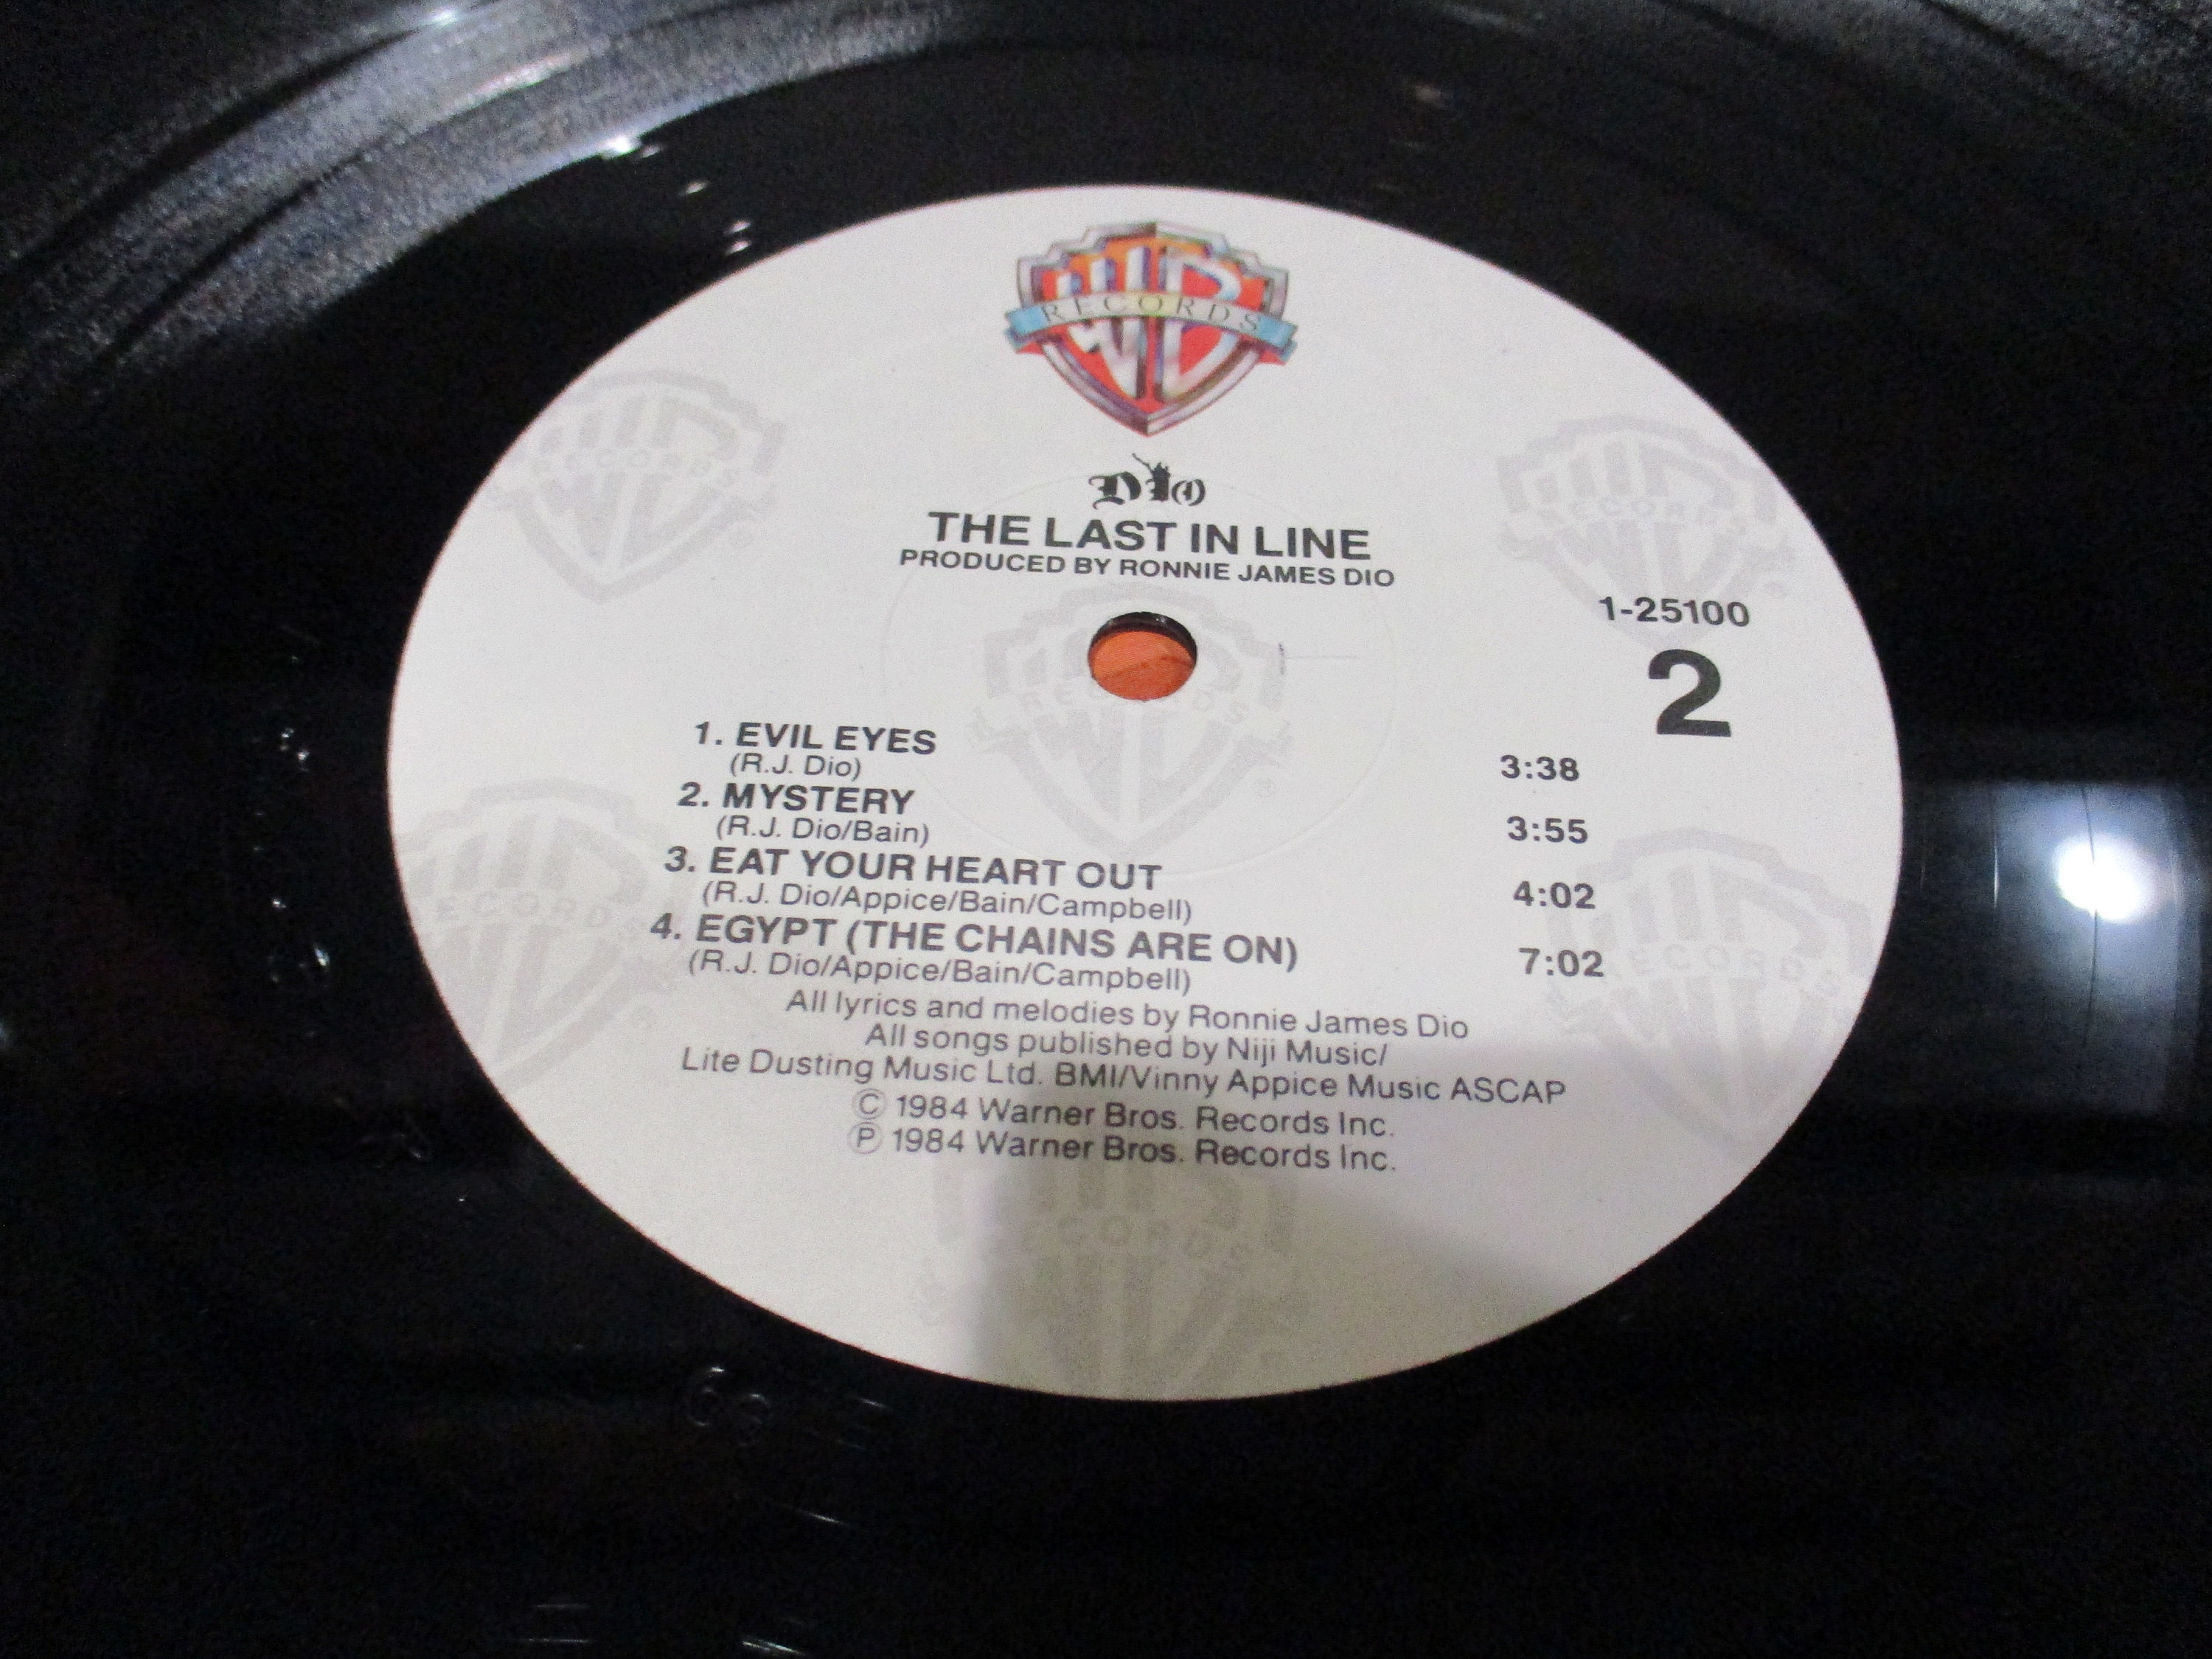 WB
RECORDS
DIO
THE LAST IN LINE
PRODUCED BY RONNIE JAMES DIO
1-25100
2
1. EVIL EYES 3:38
(R.J. Dio)
2. MYSTERY 3:55
(R.J. Dio/Bain)
3. EAT YOUR HEART OUT 4:02
(R.J. Dio/Appice/Bain/Campbell)
4. EGYPT (THE CHAINS ARE ON) 7:02
(R.J. Dio/Appice/Bain/Campbell)
All lyrics and melodies by Ronnie James Dio
All songs published by Niji Music/
Lite Dusting Music Ltd. BMI/Vinny Appice Music ASCAP
Ⓒ 1984 Warner Bros. Records Inc.
Ⓟ 1984 Warner Bros. Records Inc.